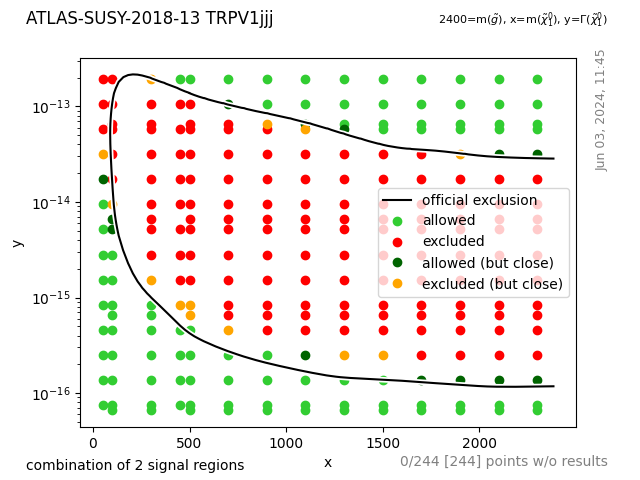 ATLAS-SUSY-2018-13 TRPV1jjj
2400=m(g̃), x=m(χ̃₁⁰), y=Γ(χ̃₁⁰)
Jun 03, 2024, 11:45
y
10⁻¹³
10⁻¹⁴
10⁻¹⁵
10⁻¹⁶
official exclusion
allowed
excluded
allowed (but close)
excluded (but close)
0 500 1000 1500 2000
x
combination of 2 signal regions
0/244 [244] points w/o results